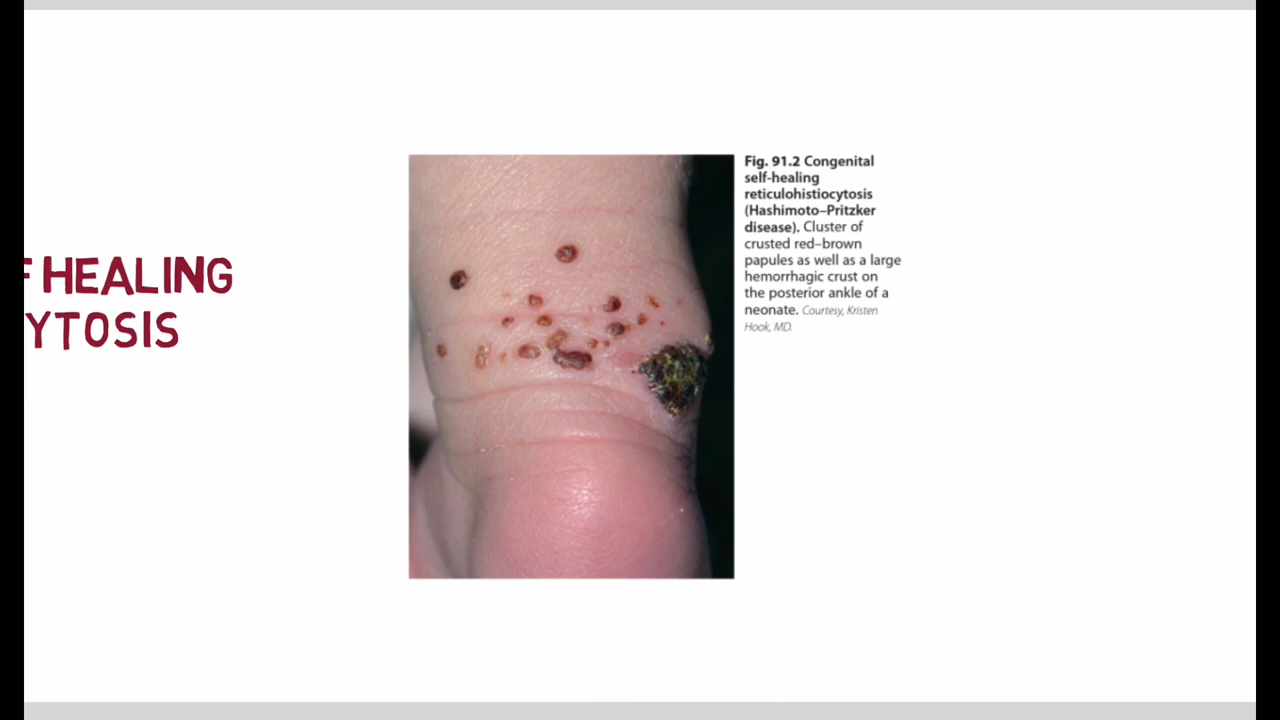 HEALING
YTOSIS
Fig. 91.2 Congenital
self-healing
reticulohistiocytosis
(Hashimoto–Pritzker
disease). Cluster of
crusted red–brown
papules as well as a large
hemorrhagic crust on
the posterior ankle of a
neonate. Courtesy, Kristen
Hook, MD.